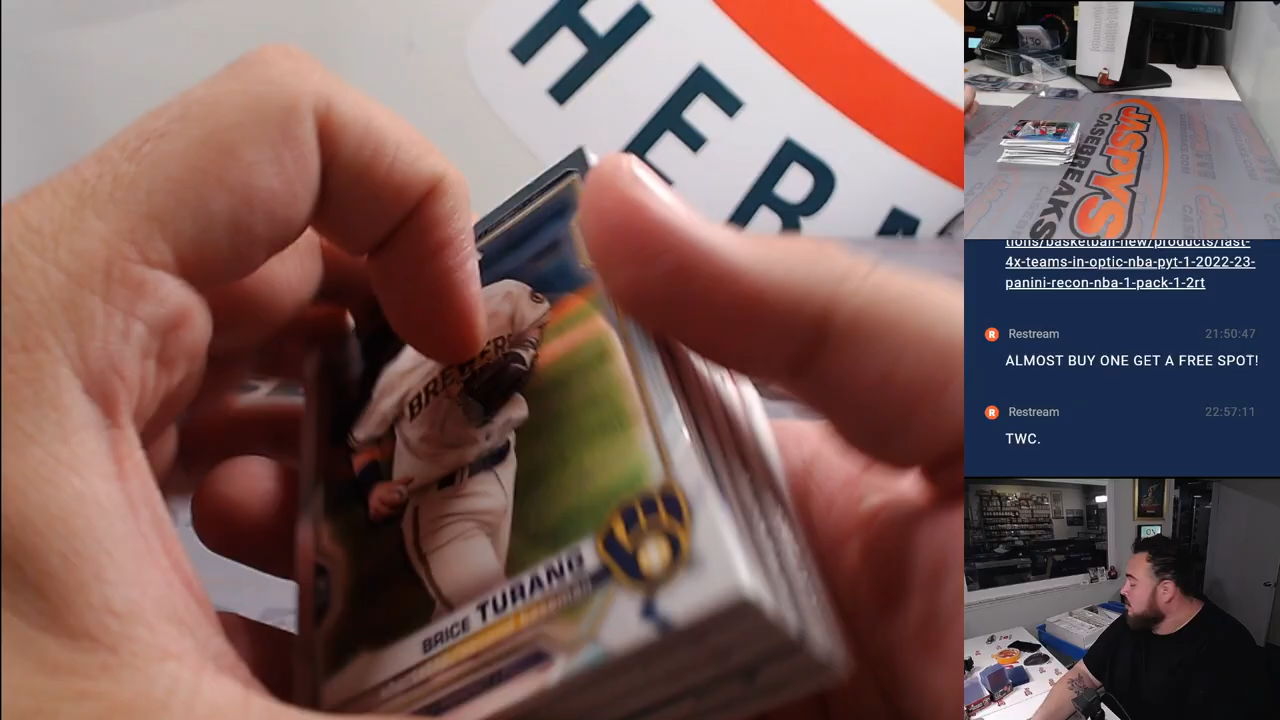 HER
BREWERS
BRICE TURANG
JASPYS
CASEBREAKS
tions/basketball-new/products/last-
4x-teams-in-optic-nba-pyt-1-2022-23-
panini-recon-nba-1-pack-1-2rt
R Restream 21:50:47
ALMOST BUY ONE GET A FREE SPOT!
R Restream 22:57:11
TWC.